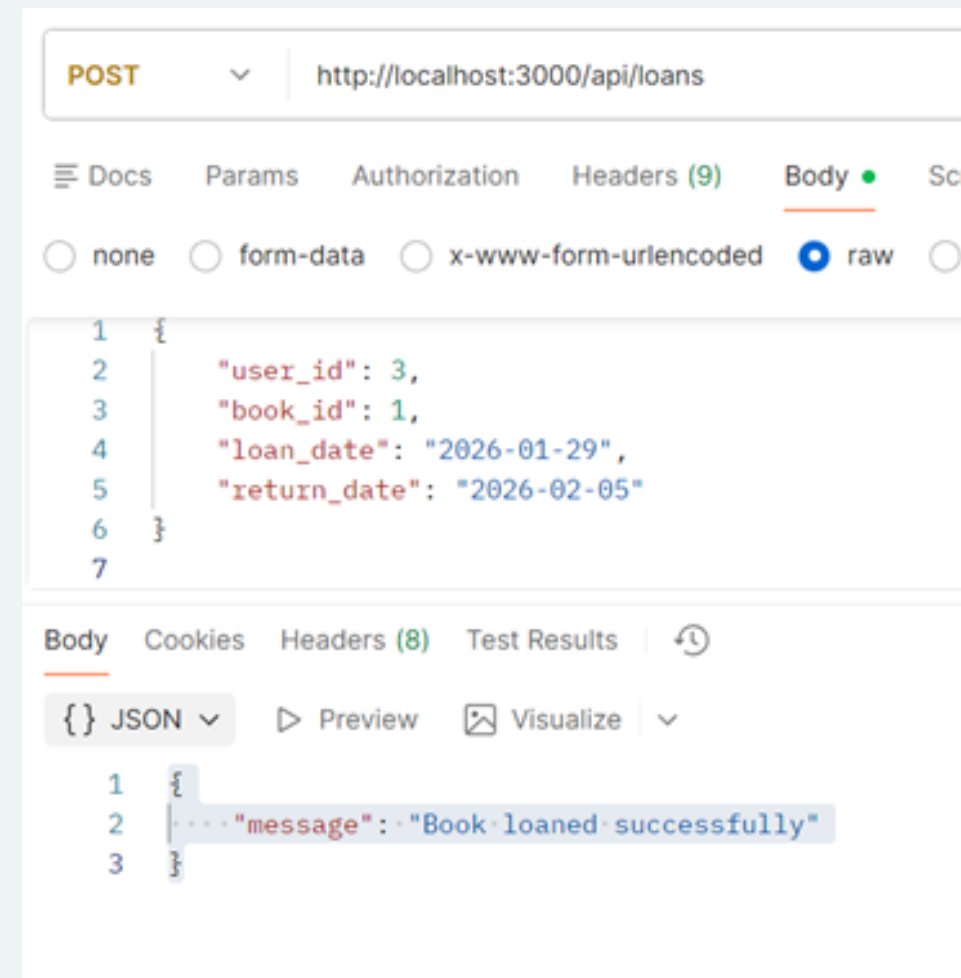 POST http://localhost:3000/api/loans
Docs Params Authorization Headers (9) Body
none form-data x-www-form-urlencoded raw
1 {
2 "user_id": 3,
3 "book_id": 1,
4 "loan_date": "2026-01-29",
5 "return_date": "2026-02-05"
6 }
7
Body Cookies Headers (8) Test Results
{} JSON Preview Visualize
1 {
2 "message": "Book loaned successfully"
3 }